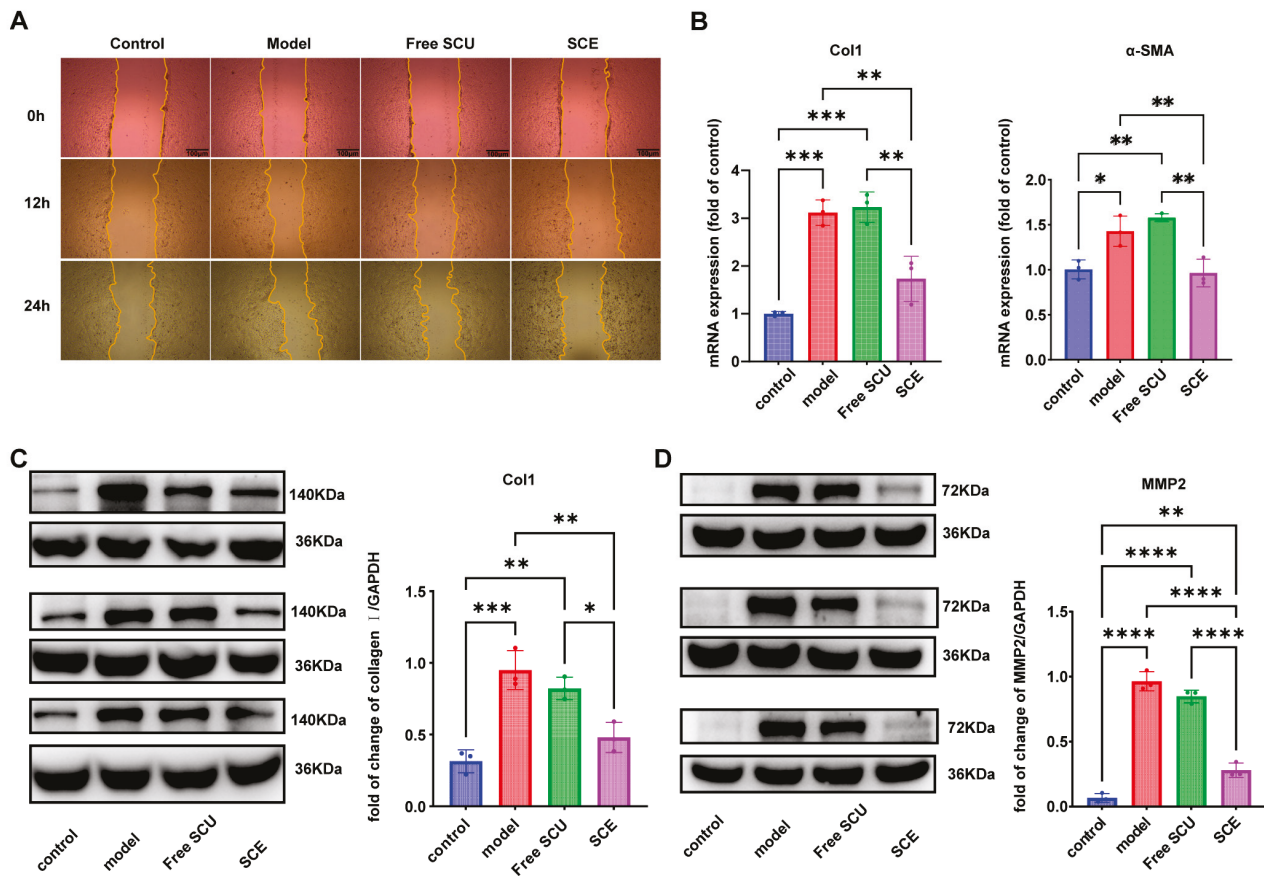 A
Control Model Free SCU SCE
0h
100μm 100μm 100μm 100μm
12h
24h
B
Col1
mRNA expression (fold of control)
** 
***
*** **
4
3
2
1
0
control model Free SCU SCE
α-SMA
mRNA expression (fold of control)
**
**
* **
2.0
1.5
1.0
0.5
0.0
control model Free SCU SCE
C
140KDa
36KDa
140KDa
36KDa
140KDa
36KDa
control model Free SCU SCE
Col1
fold of change of collagen Ⅰ/GAPDH
**
**
*** *
1.5
1.0
0.5
0.0
control model Free SCU SCE
D
72KDa
36KDa
72KDa
36KDa
72KDa
36KDa
control model Free SCU SCE
MMP2
fold of change of MMP2/GAPDH
**
****
****
**** ****
1.5
1.0
0.5
0.0
control model Free SCU SCE